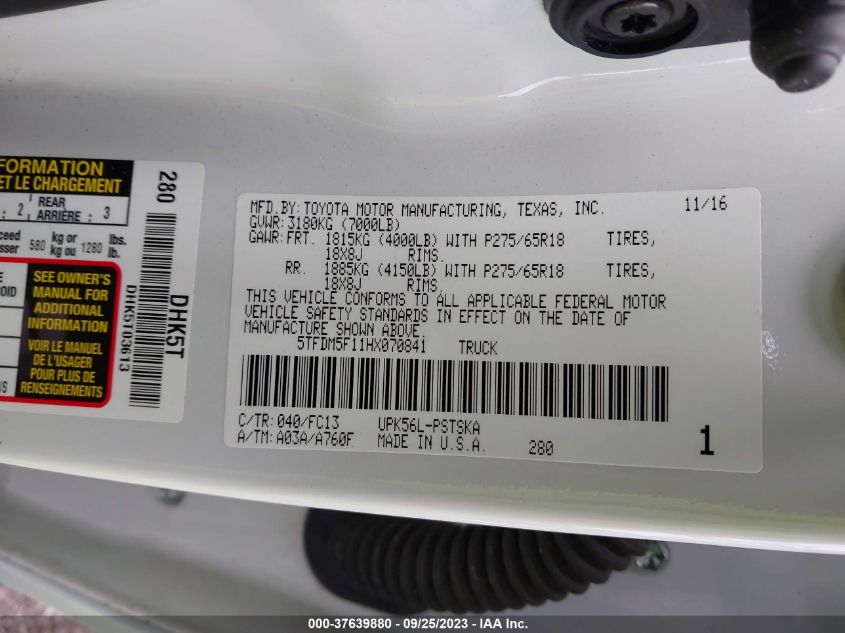 FORMATION
ET LE CHARGEMENT
: 2 REAR ARRIÈRE : 3
580 kg or kg ou 1280 lbs. lb.
SEE OWNER'S
MANUAL FOR
ADDITIONAL
INFORMATION
VOIR LE MANUEL
DE L'USAGER
POUR PLUS DE
RENSEIGNEMENTS
280
DHK5T03613
DHK5T
MFD.BY:TOYOTA MOTOR MANUFACTURING, TEXAS, INC. 11/16
GVWR:3180KG (7000LB)
GAWR:FRT. 1815KG (4000LB) WITH P275/65R18 TIRES,
18X8J RIMS.
RR. 1885KG (4150LB) WITH P275/65R18 TIRES,
18X8J RIMS.
THIS VEHICLE CONFORMS TO ALL APPLICABLE FEDERAL MOTOR
VEHICLE SAFETY STANDARDS IN EFFECT ON THE DATE OF
MANUFACTURE SHOWN ABOVE.
5TFDM5F11HX070841 TRUCK
C/TR:040/FC13 UPK56L-PSTSKA
A/TM:A03A/A760F MADE IN U.S.A. 280 1
000-37639880 - 09/25/2023 - IAA Inc.